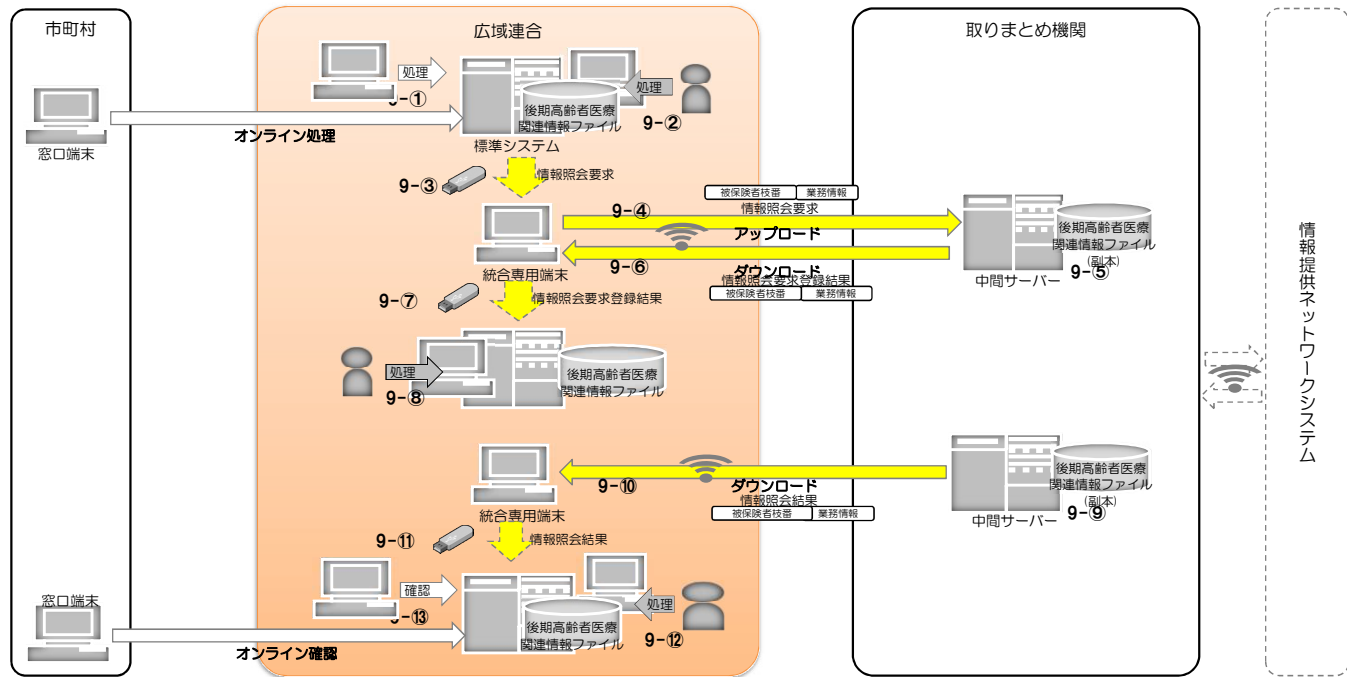 市町村
広域連合
取りまとめ機関
処理
9-①
後期高齢者医療
関連情報ファイル
処理
9-②
標準システム
窓口端末
オンライン処理
9-③
情報照会要求
被保険者枝番
業務情報
9-④
情報照会要求
アップロード
統合専用端末
9-⑥
ダウンロード
情報照会要求登録結果
被保険者枝番
業務情報
後期高齢者医療
関連情報ファイル
(副本)
9-⑤
中間サーバー
9-⑦
情報照会要求登録結果
処理
9-⑧
後期高齢者医療
関連情報ファイル
統合専用端末
9-⑩
ダウンロード
情報照会結果
被保険者枝番
業務情報
後期高齢者医療
関連情報ファイル
(副本)
9-⑨
中間サーバー
9-⑪
情報照会結果
確認
9-⑬
後期高齢者医療
関連情報ファイル
処理
9-⑫
窓口端末
オンライン確認
情報提供ネットワークシステム